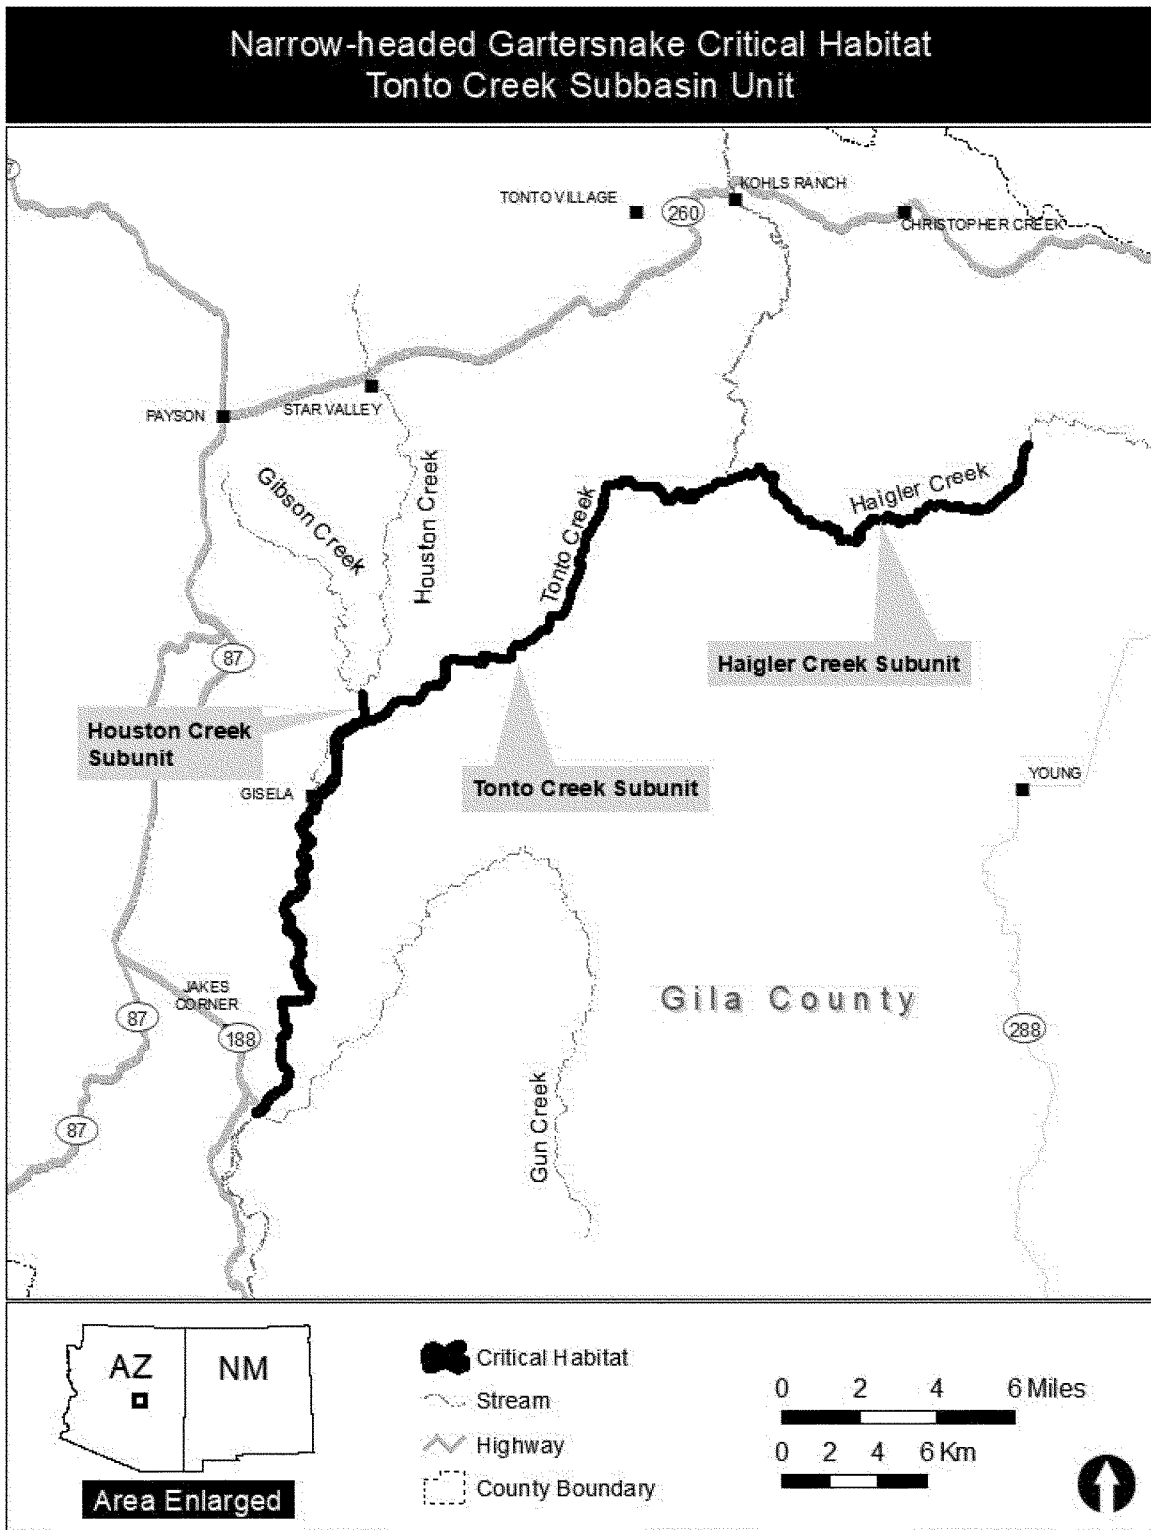 Narrow-headed Gartersnake Critical Habitat
Tonto Creek Subbasin Unit
KOHLS RANCH
TONTO VILLAGE
260
CHRISTOPHER CREEK
STAR VALLEY
PAYSON
Gibson Creek
Houston Creek
Tonto Creek
Haigler Creek
87
Haigler Creek Subunit
Houston Creek
Subunit
Tonto Creek Subunit
GISELA
YOUNG
JAKES
CORNER
Gila County
87
188
288
87
Gun Creek
AZ
NM
Area Enlarged
Critical Habitat
Stream
Highway
County Boundary
0 2 4 6 Miles
0 2 4 6 Km